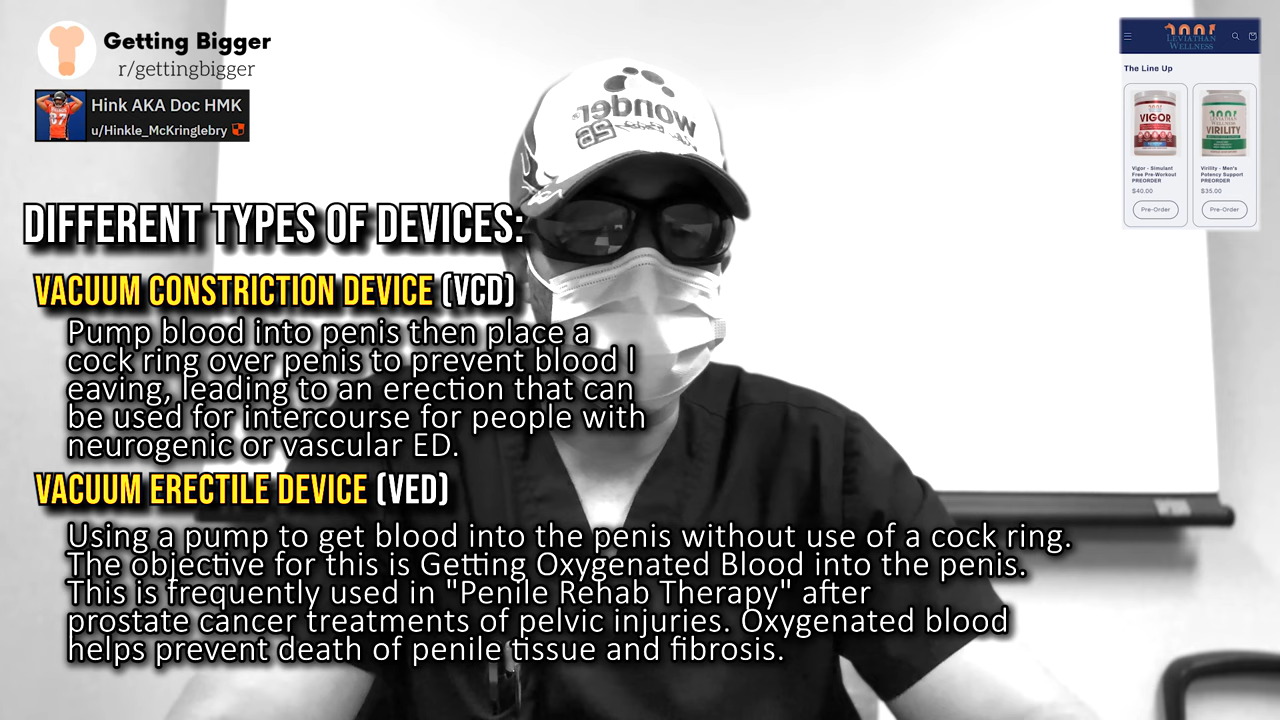 Getting Bigger
r/gettingbigger
Hink AKA Doc HMK
u/Hinkle_McKringlebry
DIFFERENT TYPES OF DEVICES:
VACUUM CONSTRICTION DEVICE (VCD)
Pump blood into penis then place a
cock ring over penis to prevent blood l
eaving, leading to an erection that can
be used for intercourse for people with
neurogenic or vascular ED.
VACUUM ERECTILE DEVICE (VED)
Using a pump to get blood into the penis without use of a cock ring.
The objective for this is Getting Oxygenated Blood into the penis.
This is frequently used in "Penile Rehab Therapy" after
prostate cancer treatments of pelvic injuries. Oxygenated blood
helps prevent death of penile tissue and fibrosis.
wonder
LEVIATHAN
WELLNESS
The Line Up
VIGOR
VIRILITY
Vigor - Simulant
Free Pre-Workout
PREORDER
$40.00
Pre-Order
Virility - Men's
Potency Support
PREORDER
$35.00
Pre-Order